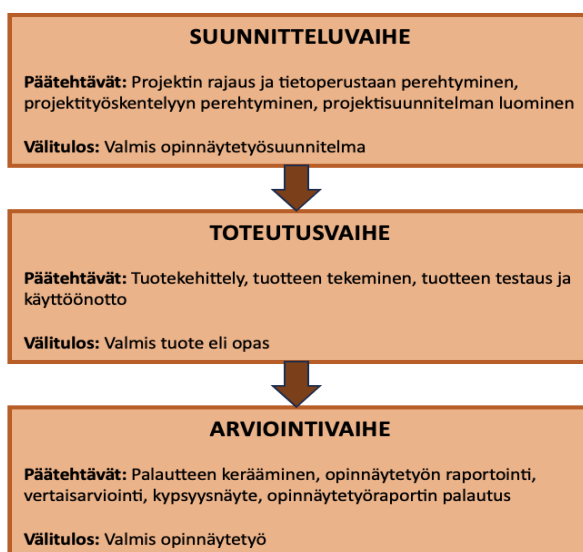 SUUNNITTELUVAIHE
Päätehtävät: Projektin rajaus ja tietoperustaan perehtyminen,
projektityöskentelyyn perehtyminen, projektisuunnitelman luominen
Välitulos: Valmis opinnäytetyösuunnitelma
TOTEUTUSVAIHE
Päätehtävät: Tuotekehittely, tuotteen tekeminen, tuotteen testaus ja
käyttöönotto
Välitulos: Valmis tuote eli opas
ARVIOINTIVAIHE
Päätehtävät: Palautteen kerääminen, opinnäytetyön raportointi,
vertaisarviointi, kypsyysnäyte, opinnäytetyöraportin palautus
Välitulos: Valmis opinnäytetyö